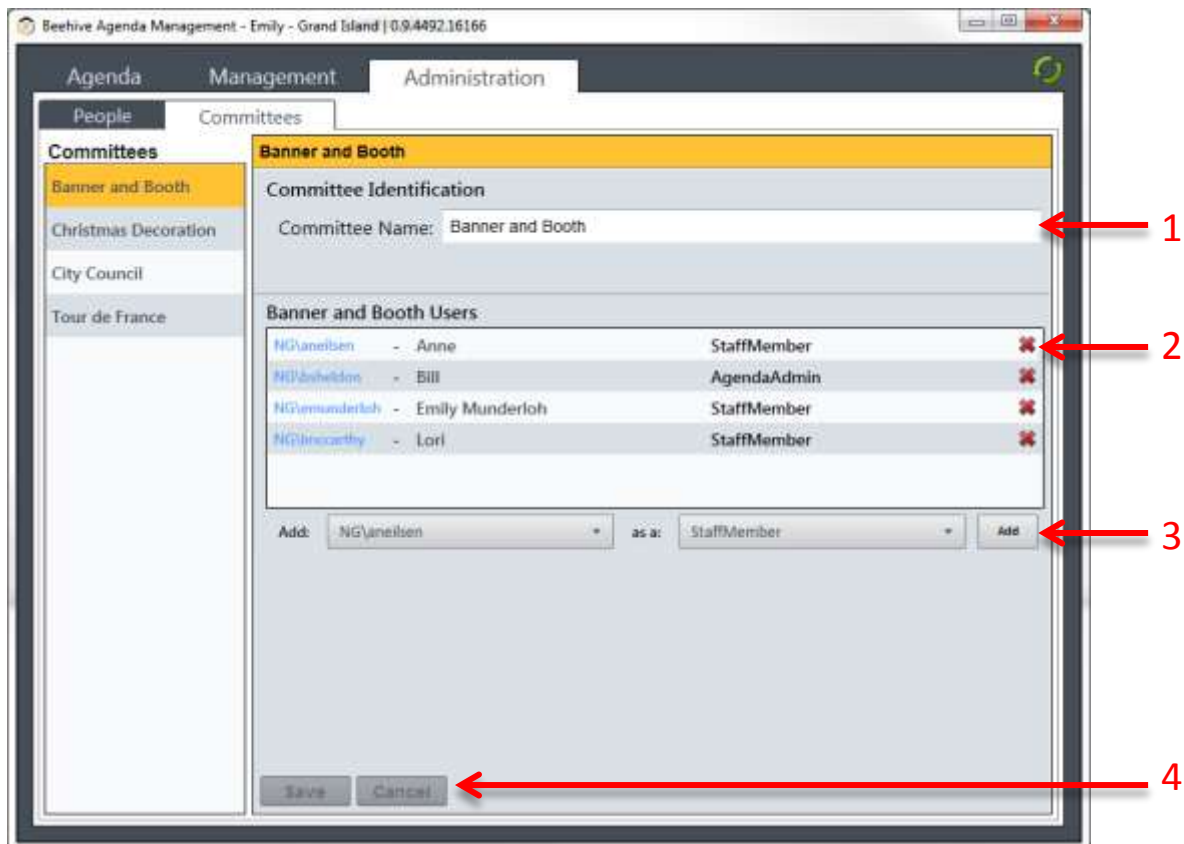 Beehive Agenda Management - Emily - Grand Island | 0.9.4492.16166
Agenda Management Administration
People Committees
Committees
Banner and Booth
Christmas Decoration
City Council
Tour de France
Banner and Booth
Committee Identification
Committee Name: Banner and Booth
1
Banner and Booth Users
NG\aneilsen - Anne StaffMember
2
NG\bsheldon - Bill AgendaAdmin
NG\emunderloh - Emily Munderloh StaffMember
- Lori StaffMember
Add: NG\aneilsen as a: StaffMember Add
3
Save Cancel
4